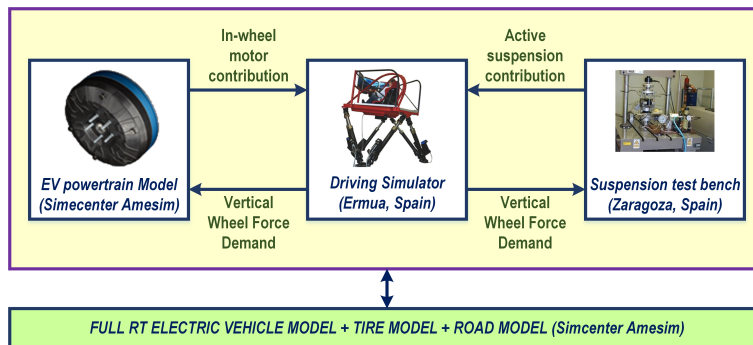 In-wheel
motor
contribution
Active
suspension
contribution
EV powertrain Model
(Simecenter Amesim)
Driving Simulator
(Ermua, Spain)
Suspension test bench
(Zaragoza, Spain)
Vertical
Wheel Force
Demand
Vertical
Wheel Force
Demand
FULL RT ELECTRIC VEHICLE MODEL + TIRE MODEL + ROAD MODEL (Simcenter Amesim)